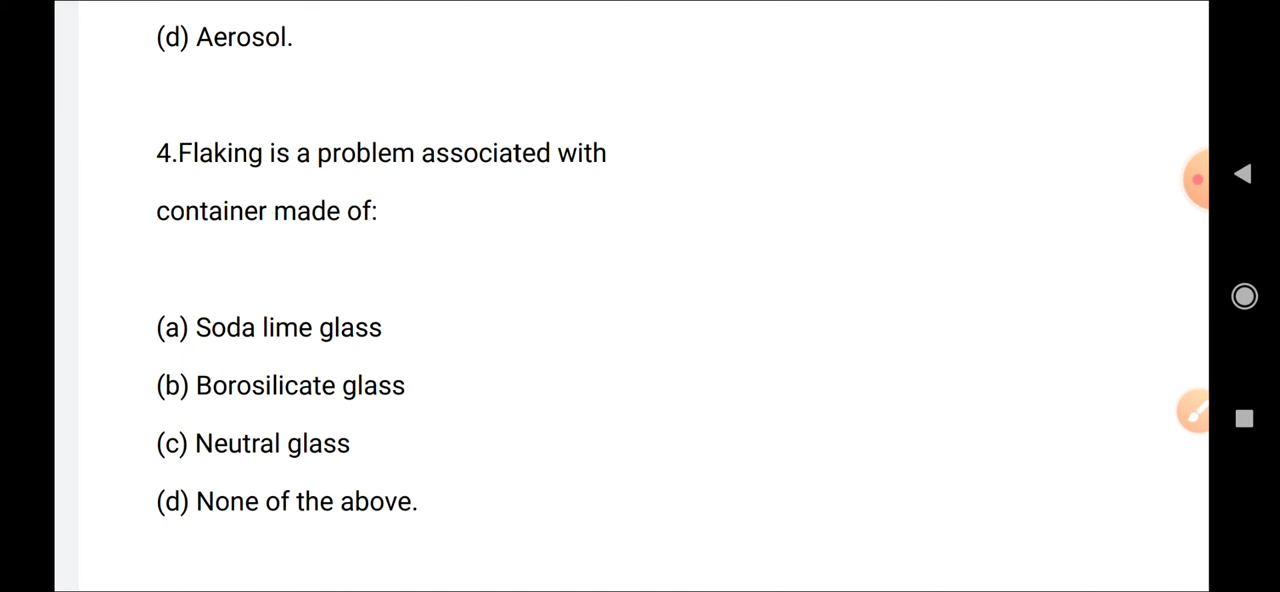 (d) Aerosol.
4.Flaking is a problem associated with
container made of:
(a) Soda lime glass
(b) Borosilicate glass
(c) Neutral glass
(d) None of the above.